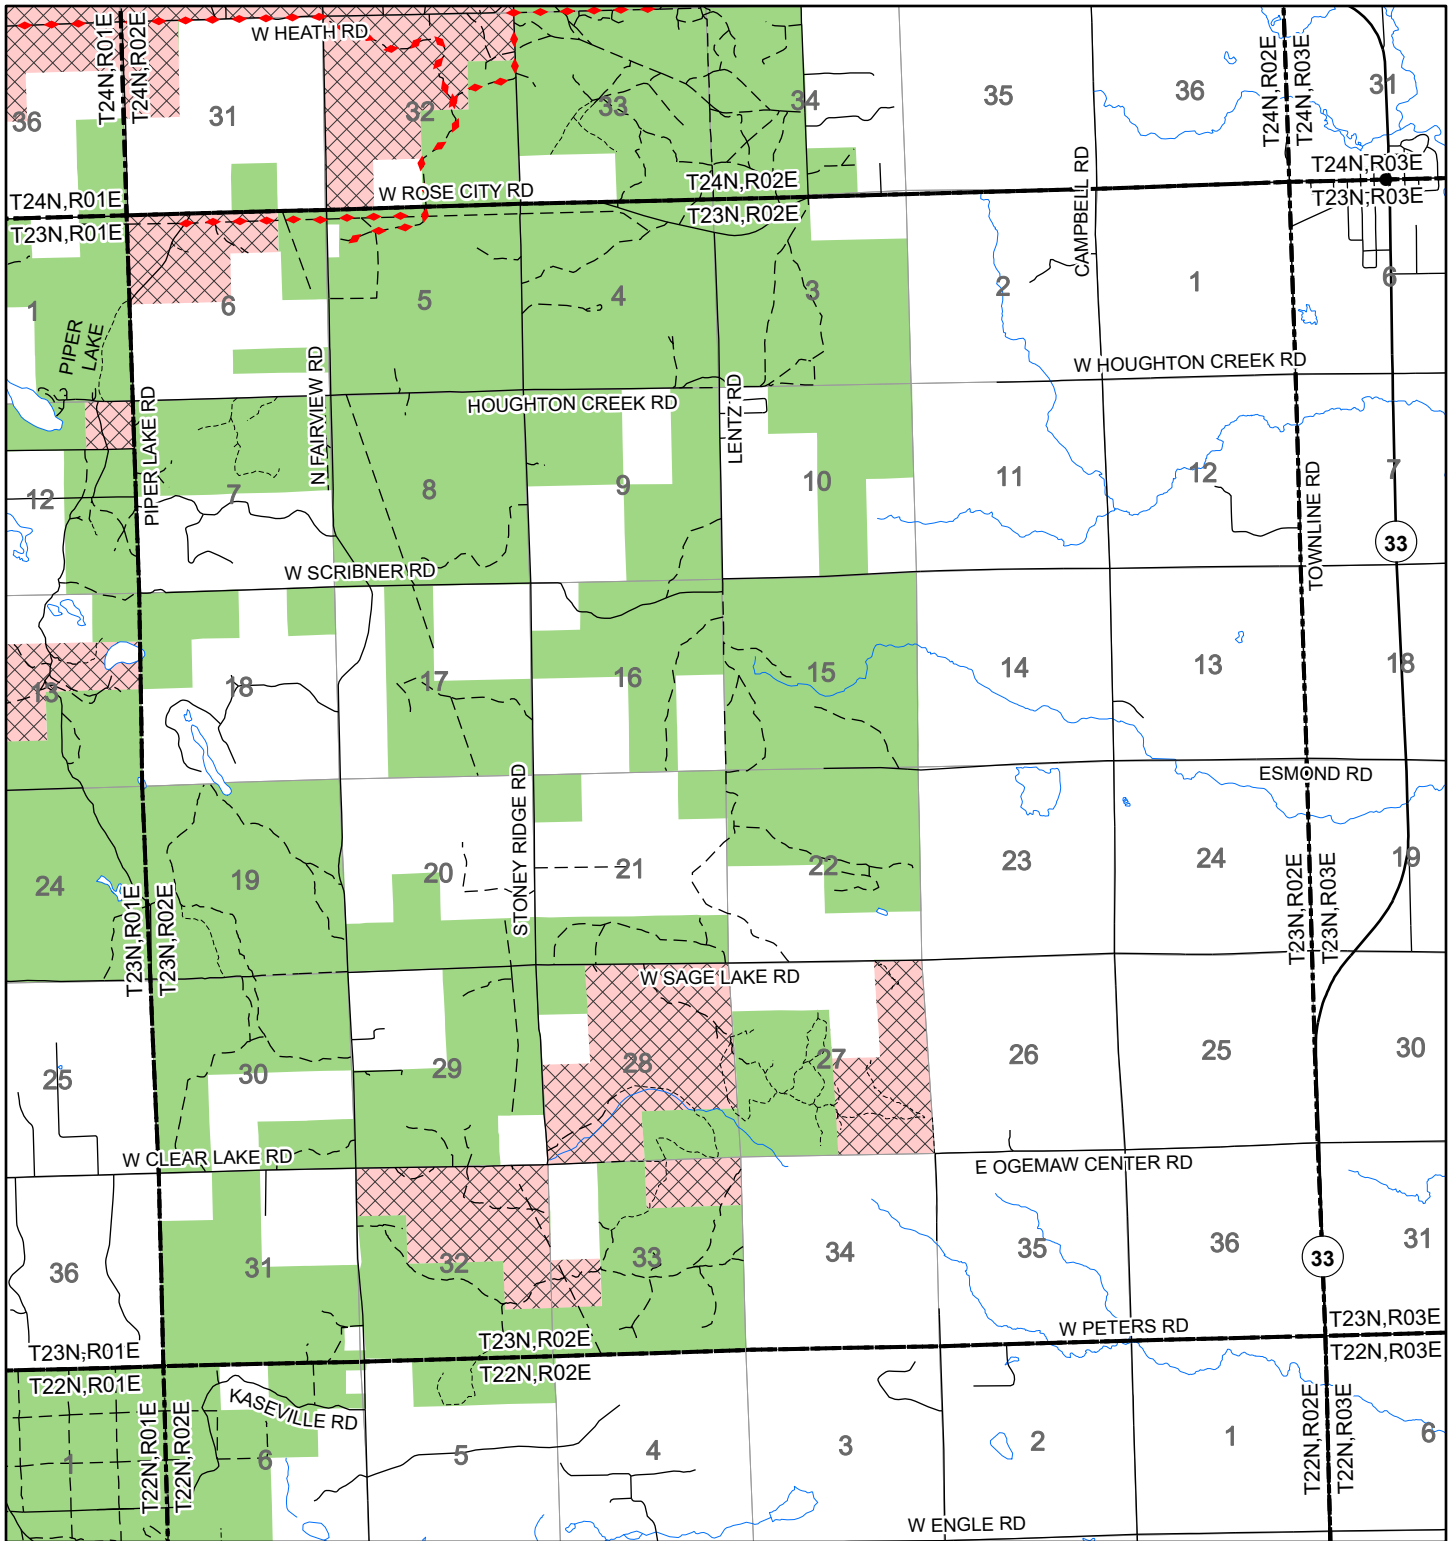 W HEATH RD
T24N,R01E
T24N,R02E
T24N,R02E
T24N,R03E
36
31
32
33
34
35
36
31
T24N,R01E
T23N,R01E
W ROSE CITY RD
T24N,R02E
T23N,R02E
CAMPBELL RD
T24N,R03E
T23N,R03E
1
6
5
4
3
2
1
6
PIPER
LAKE
PIPER LAKE RD
N FAIRVIEW RD
HOUGHTON CREEK RD
LENTZ RD
W HOUGHTON CREEK RD
TOWNLINE RD
12
7
8
9
10
11
12
7
33
W SCRIBNER RD
13
18
17
16
15
14
13
18
STONEY RIDGE RD
ESMOND RD
24
19
20
21
22
23
24
19
T23N,R01E
T23N,R02E
T23N,R02E
T23N,R03E
W SAGE LAKE RD
25
30
29
28
27
26
25
30
W CLEAR LAKE RD
E OGEMAW CENTER RD
36
31
32
33
34
35
36
31
33
W PETERS RD
T23N,R01E
T22N,R01E
T23N,R02E
T22N,R02E
T23N,R03E
T22N,R03E
KASEVILLE RD
T22N,R01E
T22N,R02E
T22N,R02E
T22N,R03E
1
6
5
4
3
2
1
6
W ENGLE RD